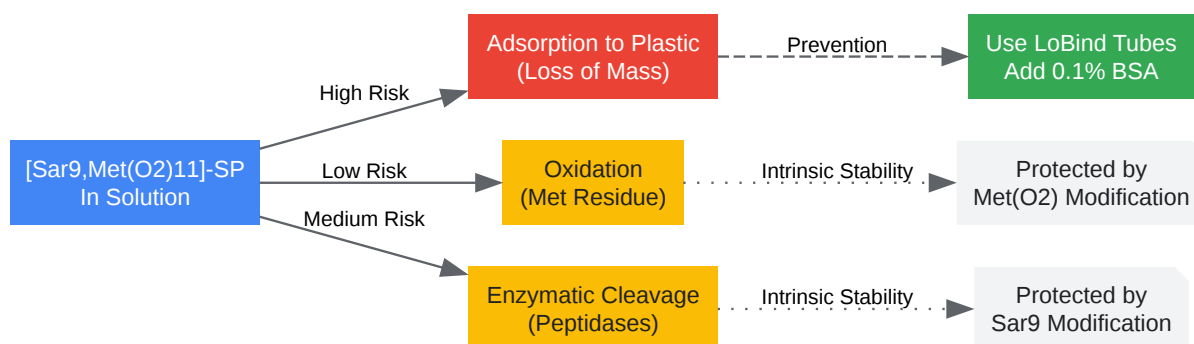 Adsorption to Plastic
(Loss of Mass)
Prevention
Use LoBind Tubes
Add 0.1% BSA
High Risk
[Sar9,Met(O2)11]-SP
In Solution
Low Risk
Oxidation
(Met Residue)
Intrinsic Stability
Protected by
Met(O2) Modification
Medium Risk
Enzymatic Cleavage
(Peptidases)
Intrinsic Stability
Protected by
Sar9 Modification